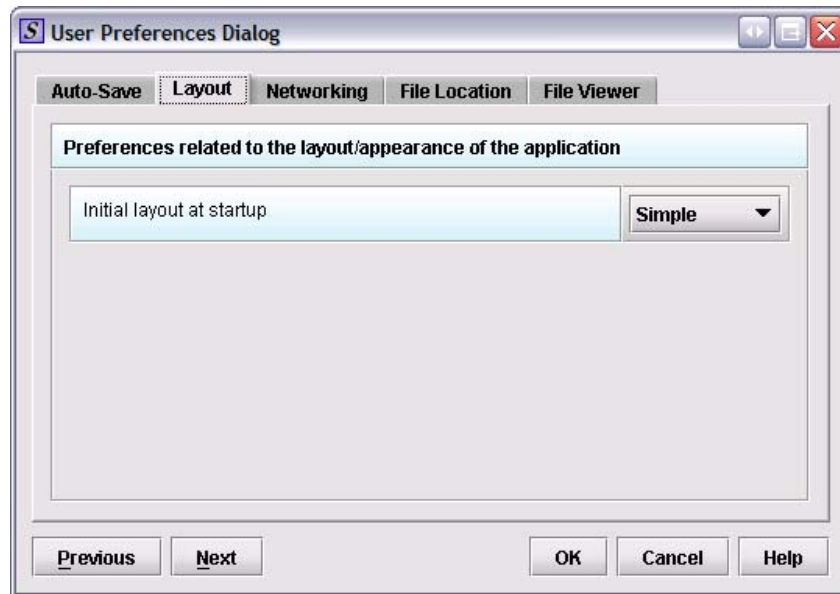 S User Preferences Dialog
Auto-Save Layout Networking File Location File Viewer
Preferences related to the layout/appearance of the application
Initial layout at startup Simple
Previous Next OK Cancel Help